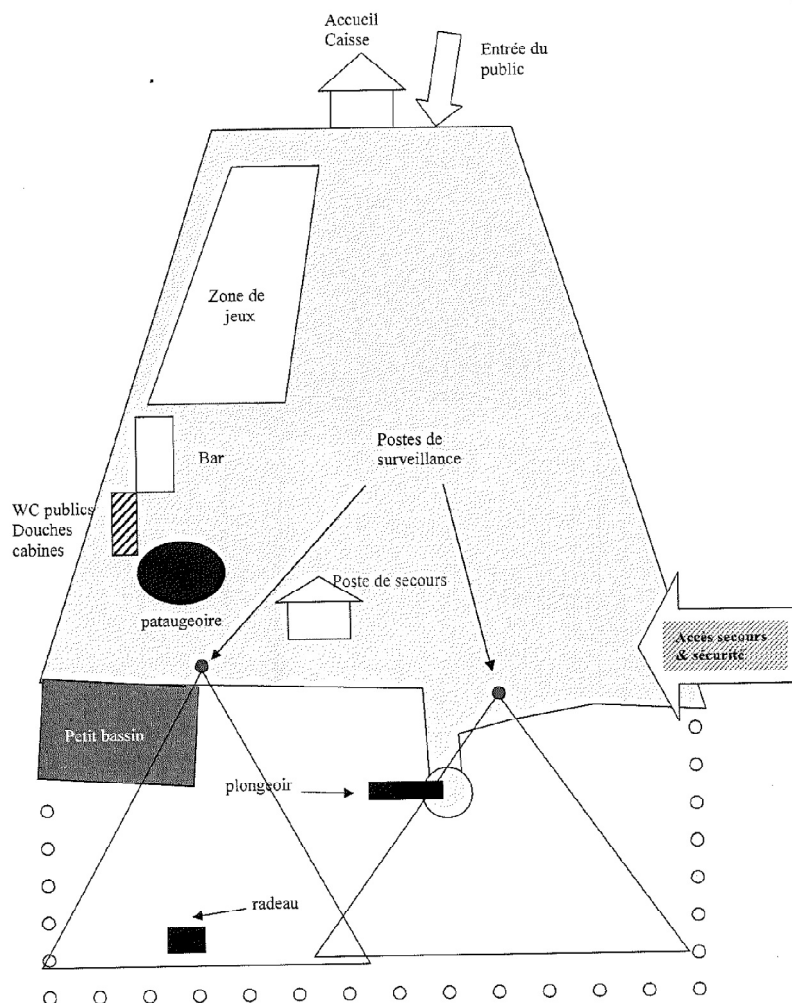 Accueil
Caisse
Entrée du
public
Zone de
jeux
Bar
Postes de
surveillance
WC publics
Douches
cabines
Poste de secours
pataugeoire
Accès secours
& sécurité
Petit bassin
plongeoir
radeau